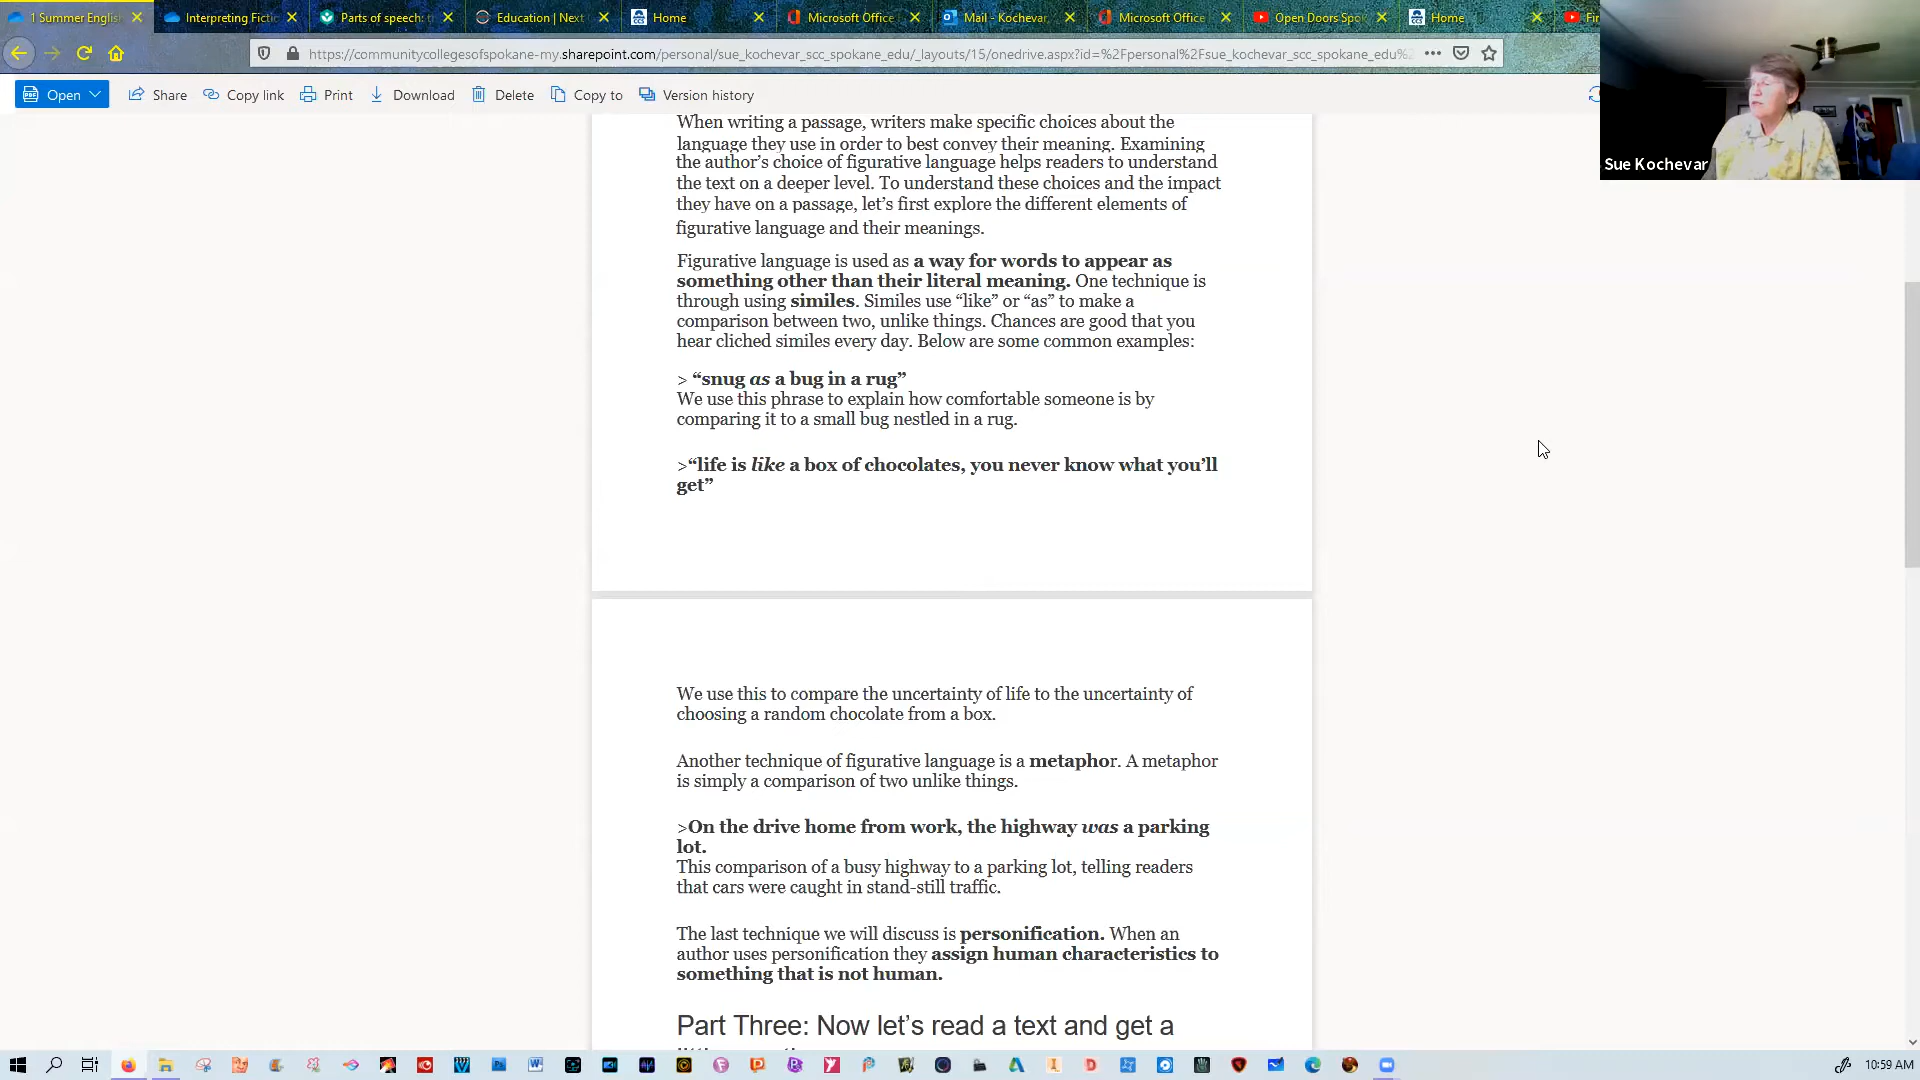 1 Summer Englis
Interpreting Fictio
Parts of speech: t
Education | Next
Home
Microsoft Office
Mail - Kochevar,
Microsoft Office
Open Doors Spo
Home
Fir
https://communitycollegesofspokane-my.sharepoint.com/personal/sue_kochevar_scc_spokane_edu/_layouts/15/onedrive.aspx?id=%2Fpersonal%2Fsue_kochevar_scc_spokane_edu%2
Open
Share
Copy link
Print
Download
Delete
Copy to
Version history
Sue Kochevar
When writing a passage, writers make specific choices about the
language they use in order to best convey their meaning. Examining
the author’s choice of figurative language helps readers to understand
the text on a deeper level. To understand these choices and the impact
they have on a passage, let’s first explore the different elements of
figurative language and their meanings.
Figurative language is used as a way for words to appear as
something other than their literal meaning. One technique is
through using similes. Similes use “like” or “as” to make a
comparison between two, unlike things. Chances are good that you
hear cliched similes every day. Below are some common examples:
> “snug as a bug in a rug”
We use this phrase to explain how comfortable someone is by
comparing it to a small bug nestled in a rug.
>“life is like a box of chocolates, you never know what you’ll
get”
We use this to compare the uncertainty of life to the uncertainty of
choosing a random chocolate from a box.
Another technique of figurative language is a metaphor. A metaphor
is simply a comparison of two unlike things.
>On the drive home from work, the highway was a parking
lot.
This comparison of a busy highway to a parking lot, telling readers
that cars were caught in stand-still traffic.
The last technique we will discuss is personification. When an
author uses personification they assign human characteristics to
something that is not human.
Part Three: Now let’s read a text and get a
10:59 AM